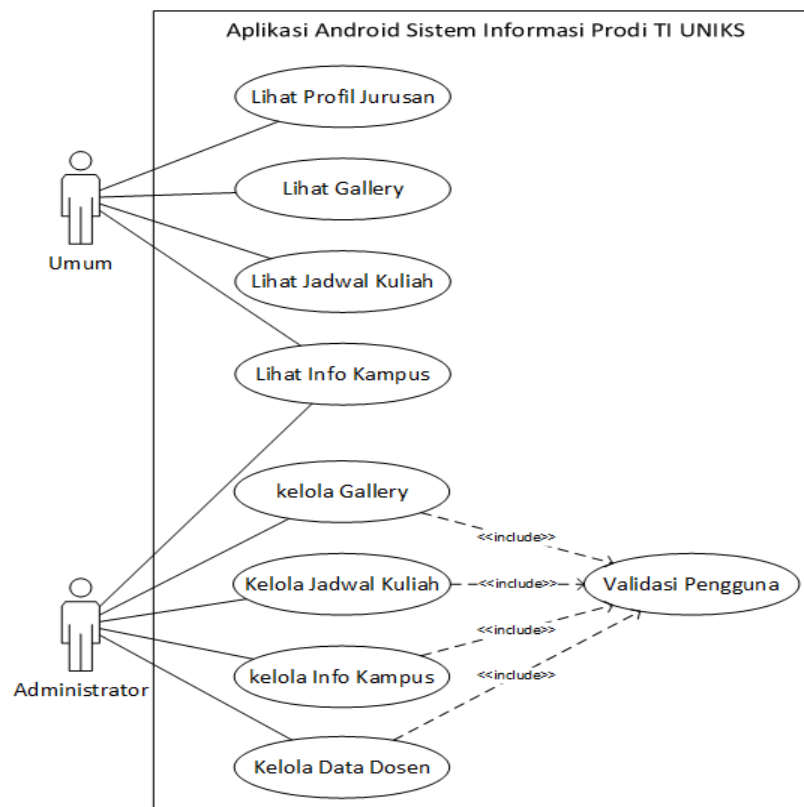 Aplikasi Android Sistem Informasi Prodi TI UNIKS
Lihat Profil Jurusan
Lihat Gallery
Umum
Lihat Jadwal Kuliah
Lihat Info Kampus
kelola Gallery
<<include>>
Kelola Jadwal Kuliah
<<include>>
Validasi Pengguna
<<include>>
kelola Info Kampus
<<include>>
Administrator
Kelola Data Dosen